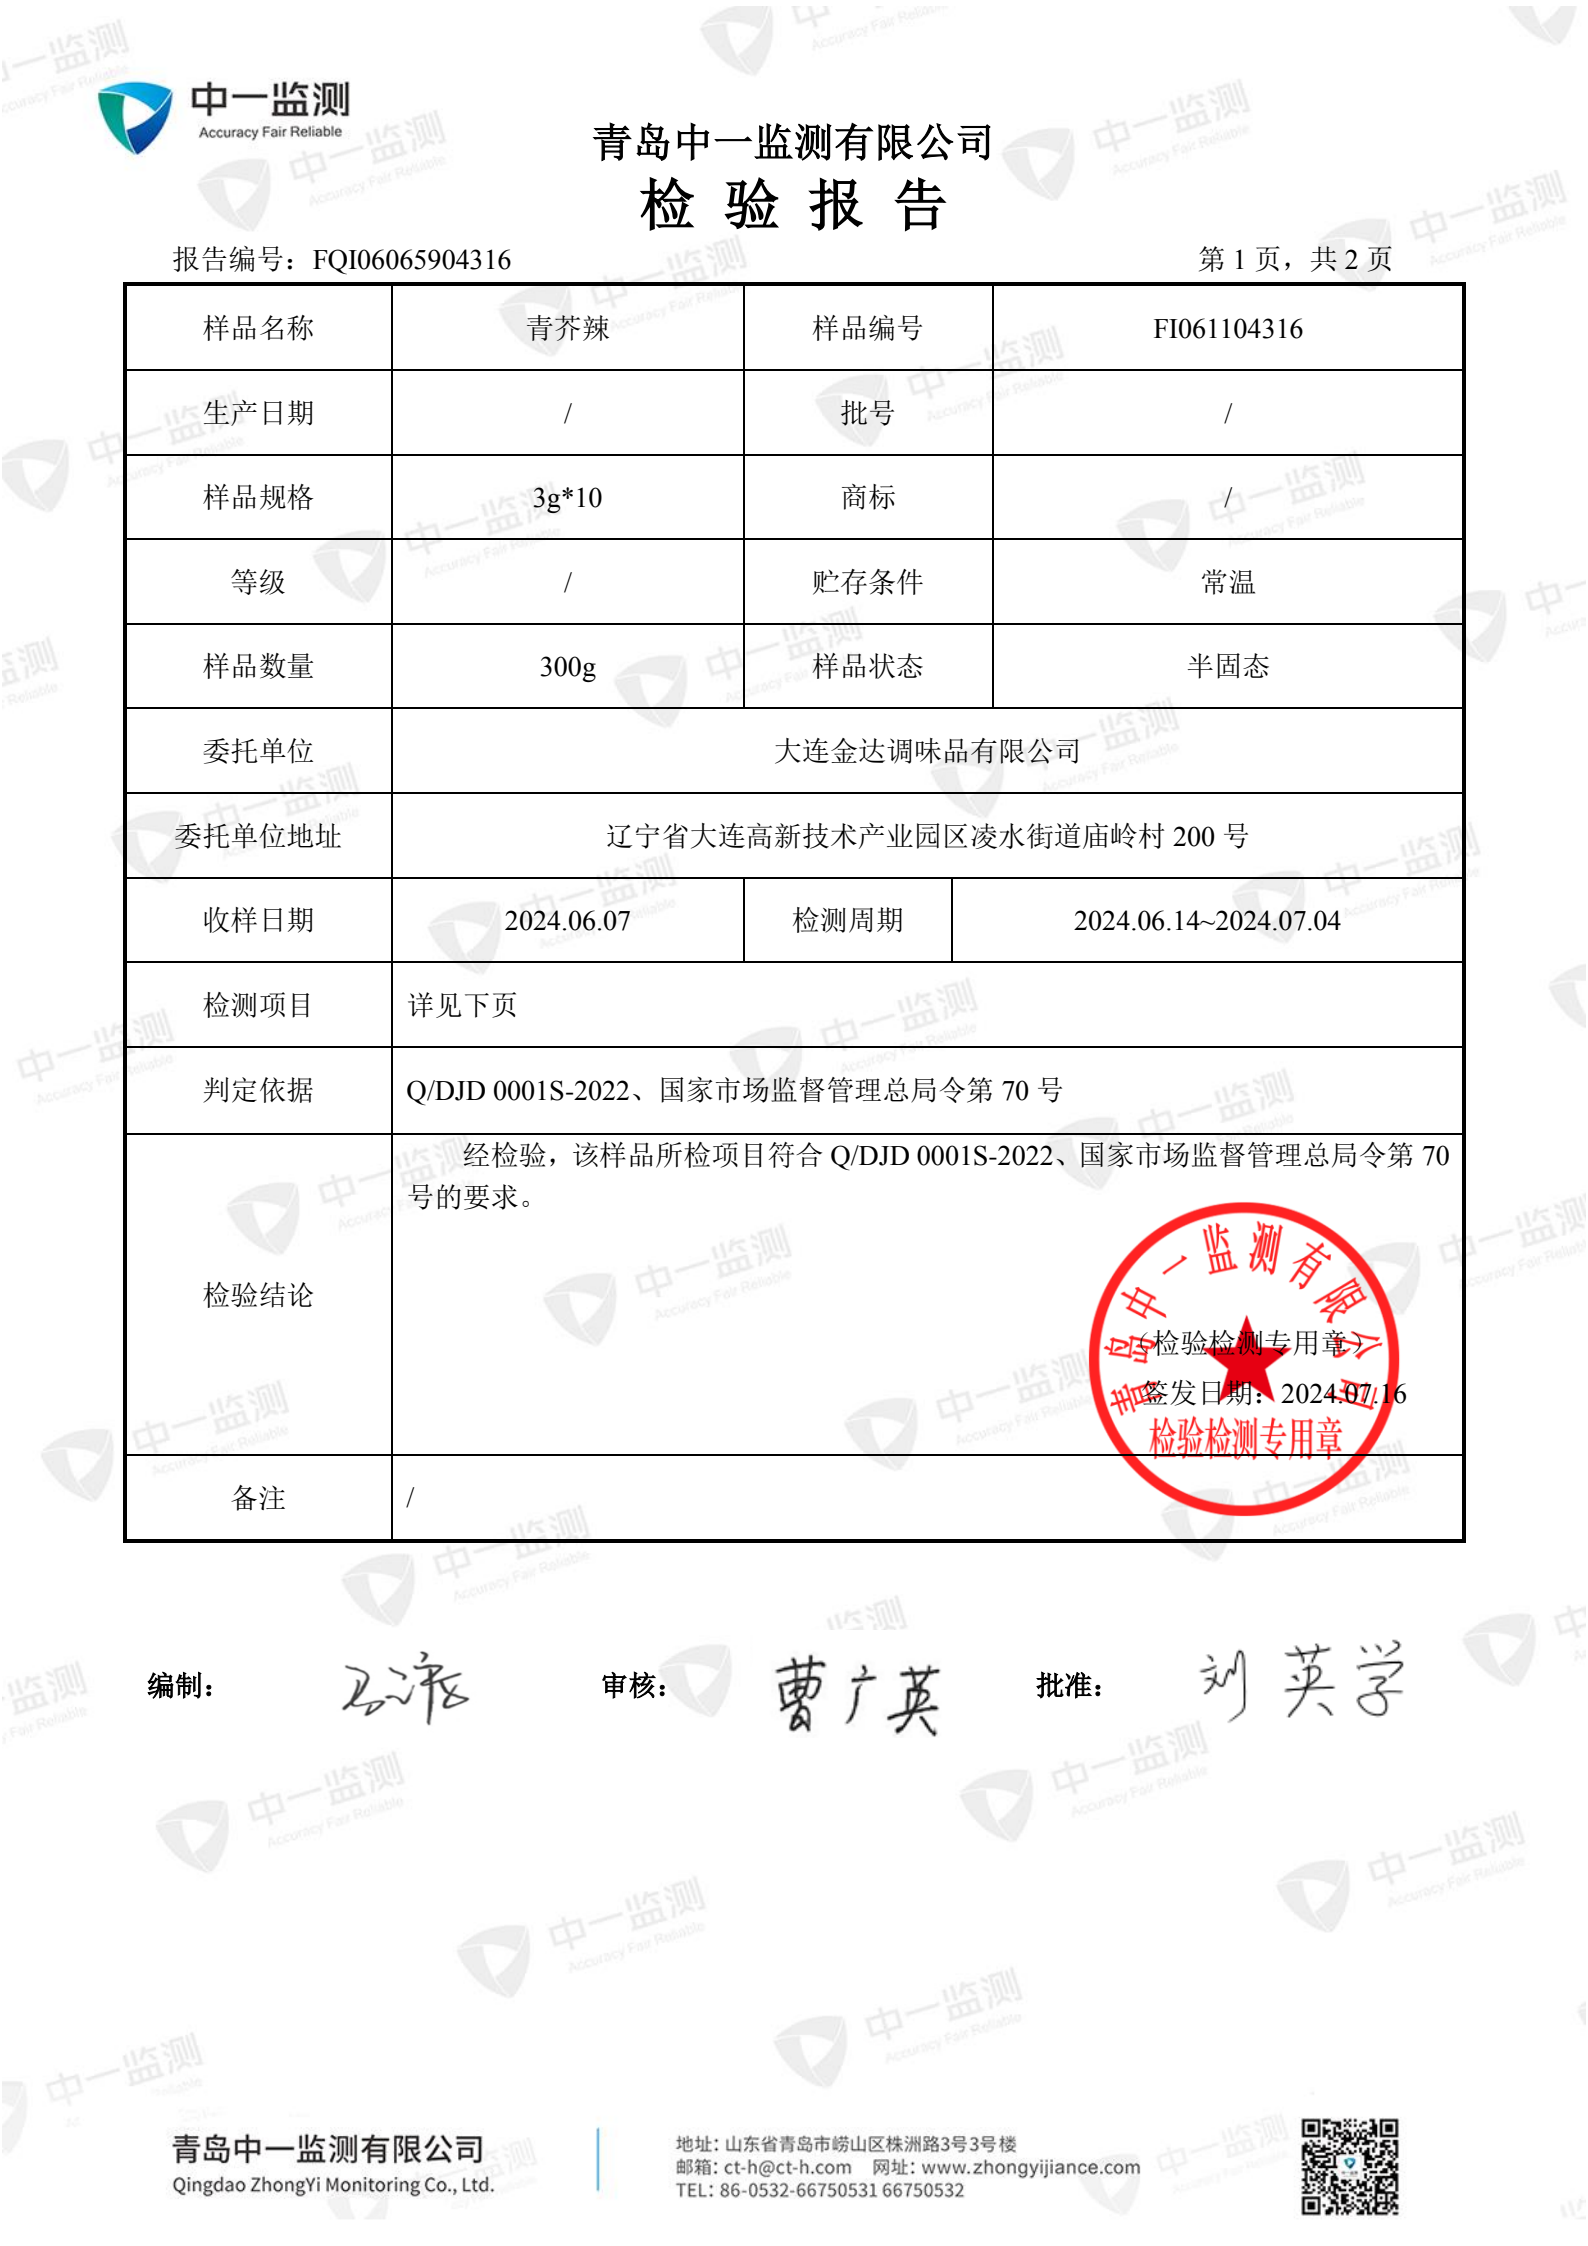 中一监测
Accuracy Fair Reliable
青岛中一监测有限公司
检 验 报 告
报告编号：FQI06065904316 第 1 页，共 2 页
样品名称 青芥辣 样品编号 FI061104316
生产日期 / 批号 /
样品规格 3g*10 商标 /
等级 / 贮存条件 常温
样品数量 300g 样品状态 半固态
委托单位 大连金达调味品有限公司
委托单位地址 辽宁省大连高新技术产业园区凌水街道庙岭村 200 号
收样日期 2024.06.07 检测周期 2024.06.14~2024.07.04
检测项目 详见下页
判定依据 Q/DJD 0001S-2022、国家市场监督管理总局令第 70 号
检验结论 经检验，该样品所检项目符合 Q/DJD 0001S-2022、国家市场监督管理总局令第 70
号的要求。
青岛中一监测有限公司
（检验检测专用章）
签发日期：2024.07.16
检验检测专用章
备注 /
编制： 审核：曹广英 批准：刘英学
青岛中一监测有限公司
Qingdao ZhongYi Monitoring Co., Ltd.
地址：山东省青岛市崂山区株洲路3号3号楼
邮箱：ct-h@ct-h.com 网址：www.zhongyijiance.com
TEL：86-0532-66750531 66750532